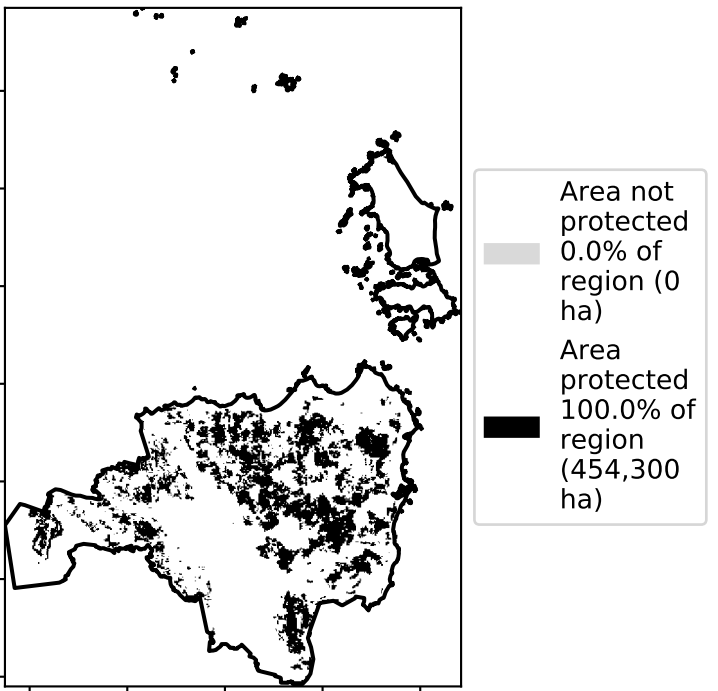 Area not
protected
0.0% of
region (0
ha)
Area
protected
100.0% of
region
(454,300
ha)